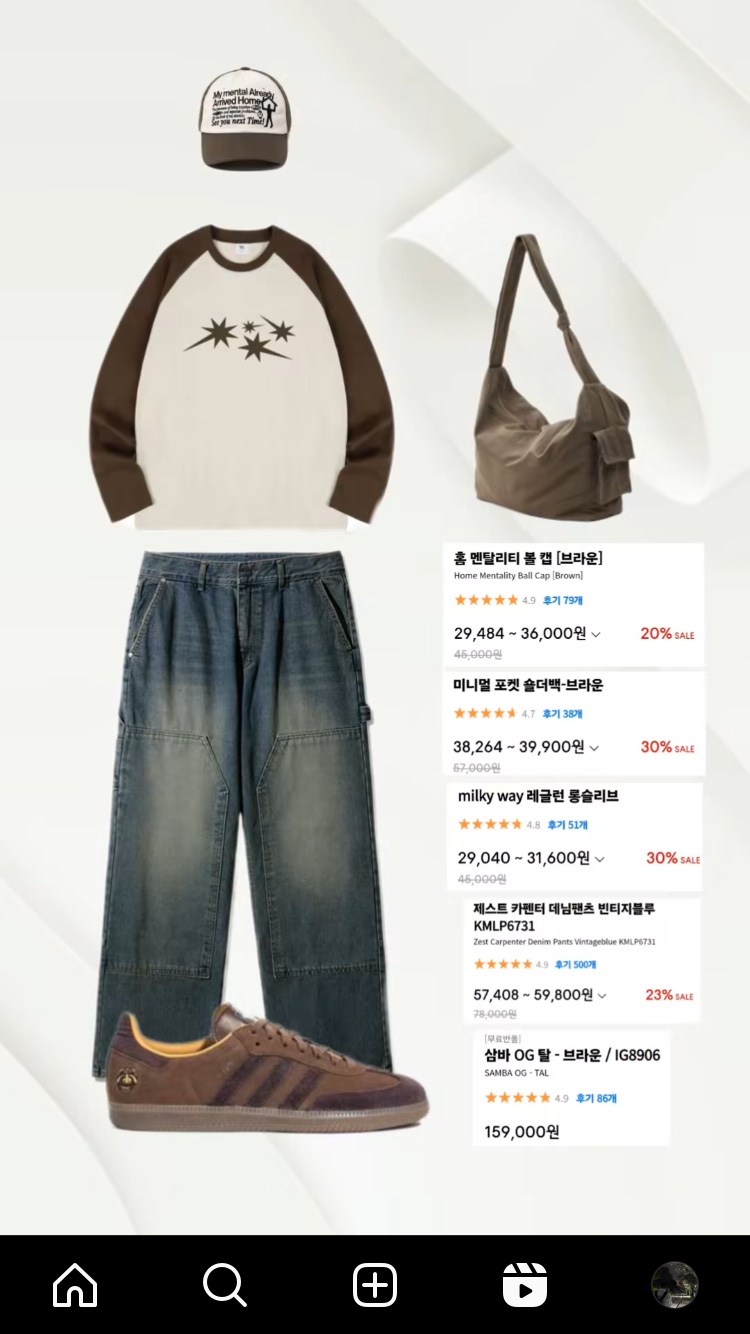 My mental Already
Arrived Home
See you next Time!
홈 멘탈리티 볼 캡 [브라운]
Home Mentality Ball Cap [Brown]
4.9 후기 79개
29,484 ~ 36,000원
20% SALE
45,000원
미니멀 포켓 숄더백-브라운
4.7 후기 38개
38,264 ~ 39,900원
30% SALE
57,000원
milky way 레글런 롱슬리브
4.8 후기 51개
29,040 ~ 31,600원
30% SALE
45,000원
제스트 카펜터 데님팬츠 빈티지블루
KMLP6731
Zest Carpenter Denim Pants Vintageblue KMLP6731
4.9 후기 500개
57,408 ~ 59,800원
23% SALE
78,000원
[무료반품]
삼바 OG 탈 - 브라운 / IG8906
SAMBA OG - TAL
4.9 후기 86개
159,000원